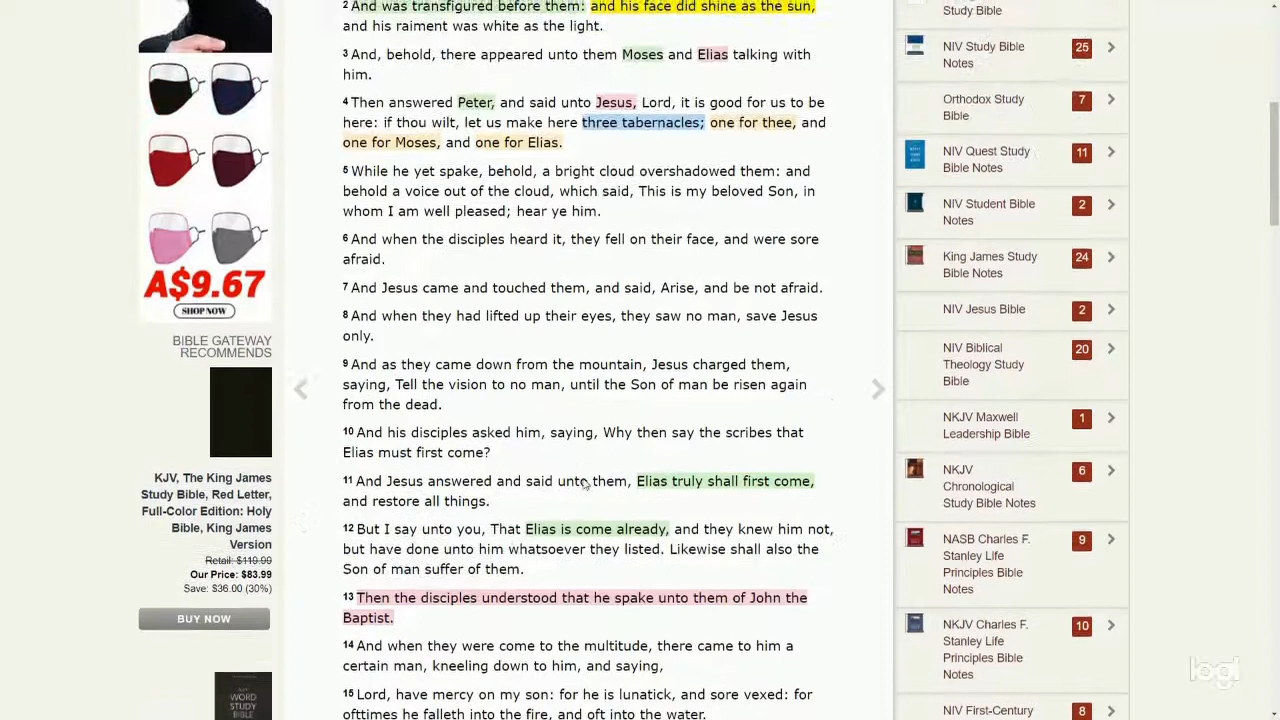 A$9.67
SHOP NOW
BIBLE GATEWAY
RECOMMENDS
KJV, The King James
Study Bible, Red Letter,
Full-Color Edition: Holy
Bible, King James
Version
Retail: $119.99
Our Price: $83.99
Save: $36.00 (30%)
BUY NOW
WORD
STUDY
BIBLE
2 And was transfigured before them: and his face did shine as the sun,
and his raiment was white as the light.
3 And, behold, there appeared unto them Moses and Elias talking with
him.
4 Then answered Peter, and said unto Jesus, Lord, it is good for us to be
here: if thou wilt, let us make here three tabernacles; one for thee, and
one for Moses, and one for Elias.
5 While he yet spake, behold, a bright cloud overshadowed them: and
behold a voice out of the cloud, which said, This is my beloved Son, in
whom I am well pleased; hear ye him.
6 And when the disciples heard it, they fell on their face, and were sore
afraid.
7 And Jesus came and touched them, and said, Arise, and be not afraid.
8 And when they had lifted up their eyes, they saw no man, save Jesus
only.
9 And as they came down from the mountain, Jesus charged them,
saying, Tell the vision to no man, until the Son of man be risen again
from the dead.
10 And his disciples asked him, saying, Why then say the scribes that
Elias must first come?
11 And Jesus answered and said unto them, Elias truly shall first come,
and restore all things.
12 But I say unto you, That Elias is come already, and they knew him not,
but have done unto him whatsoever they listed. Likewise shall also the
Son of man suffer of them.
13 Then the disciples understood that he spake unto them of John the
Baptist.
14 And when they were come to the multitude, there came to him a
certain man, kneeling down to him, and saying,
15 Lord, have mercy on my son: for he is lunatick, and sore vexed: for
ofttimes he falleth into the fire, and oft into the water.
Study Bible
NIV Study Bible
Notes
25
Orthodox Study
Bible
7
NIV Quest Study
Bible Notes
11
NIV Student Bible
Notes
2
King James Study
Bible Notes
24
NIV Jesus Bible
2
NIV Biblical
Theology Study
Bible
20
NKJV Maxwell
Leadership Bible
1
NKJV
Chronological
Study Bible Notes
6
NASB Charles F.
Stanley Life
Principles Bible
Notes
9
NKJV Charles F.
Stanley Life
Principles Bible
Notes
10
NIV First-Century
8
logi